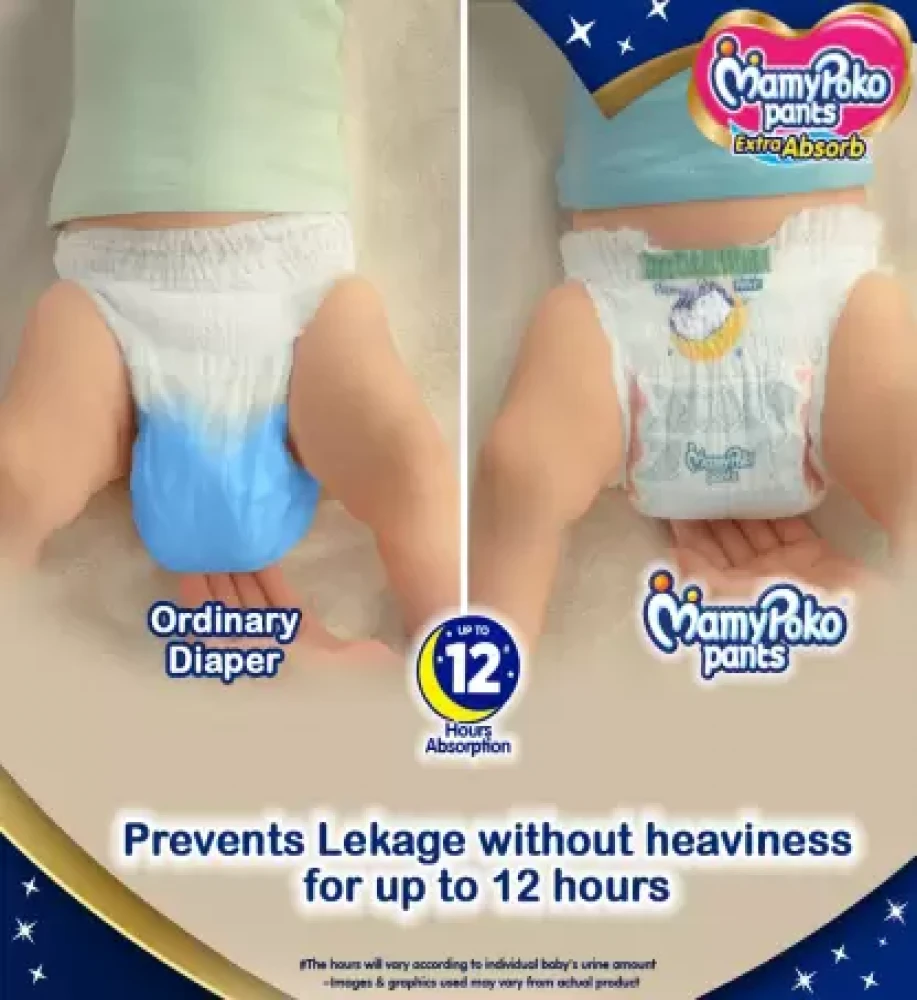 MamyPoko
pants
Extra Absorb
MamyPoko
Ordinary
Diaper
MamyPoko
pants
UP TO
12
Hours
Absorption
Prevents Lekage without heaviness
for up to 12 hours
#The hours will vary according to individual baby's urine amount
-Images & graphics used may vary from actual product